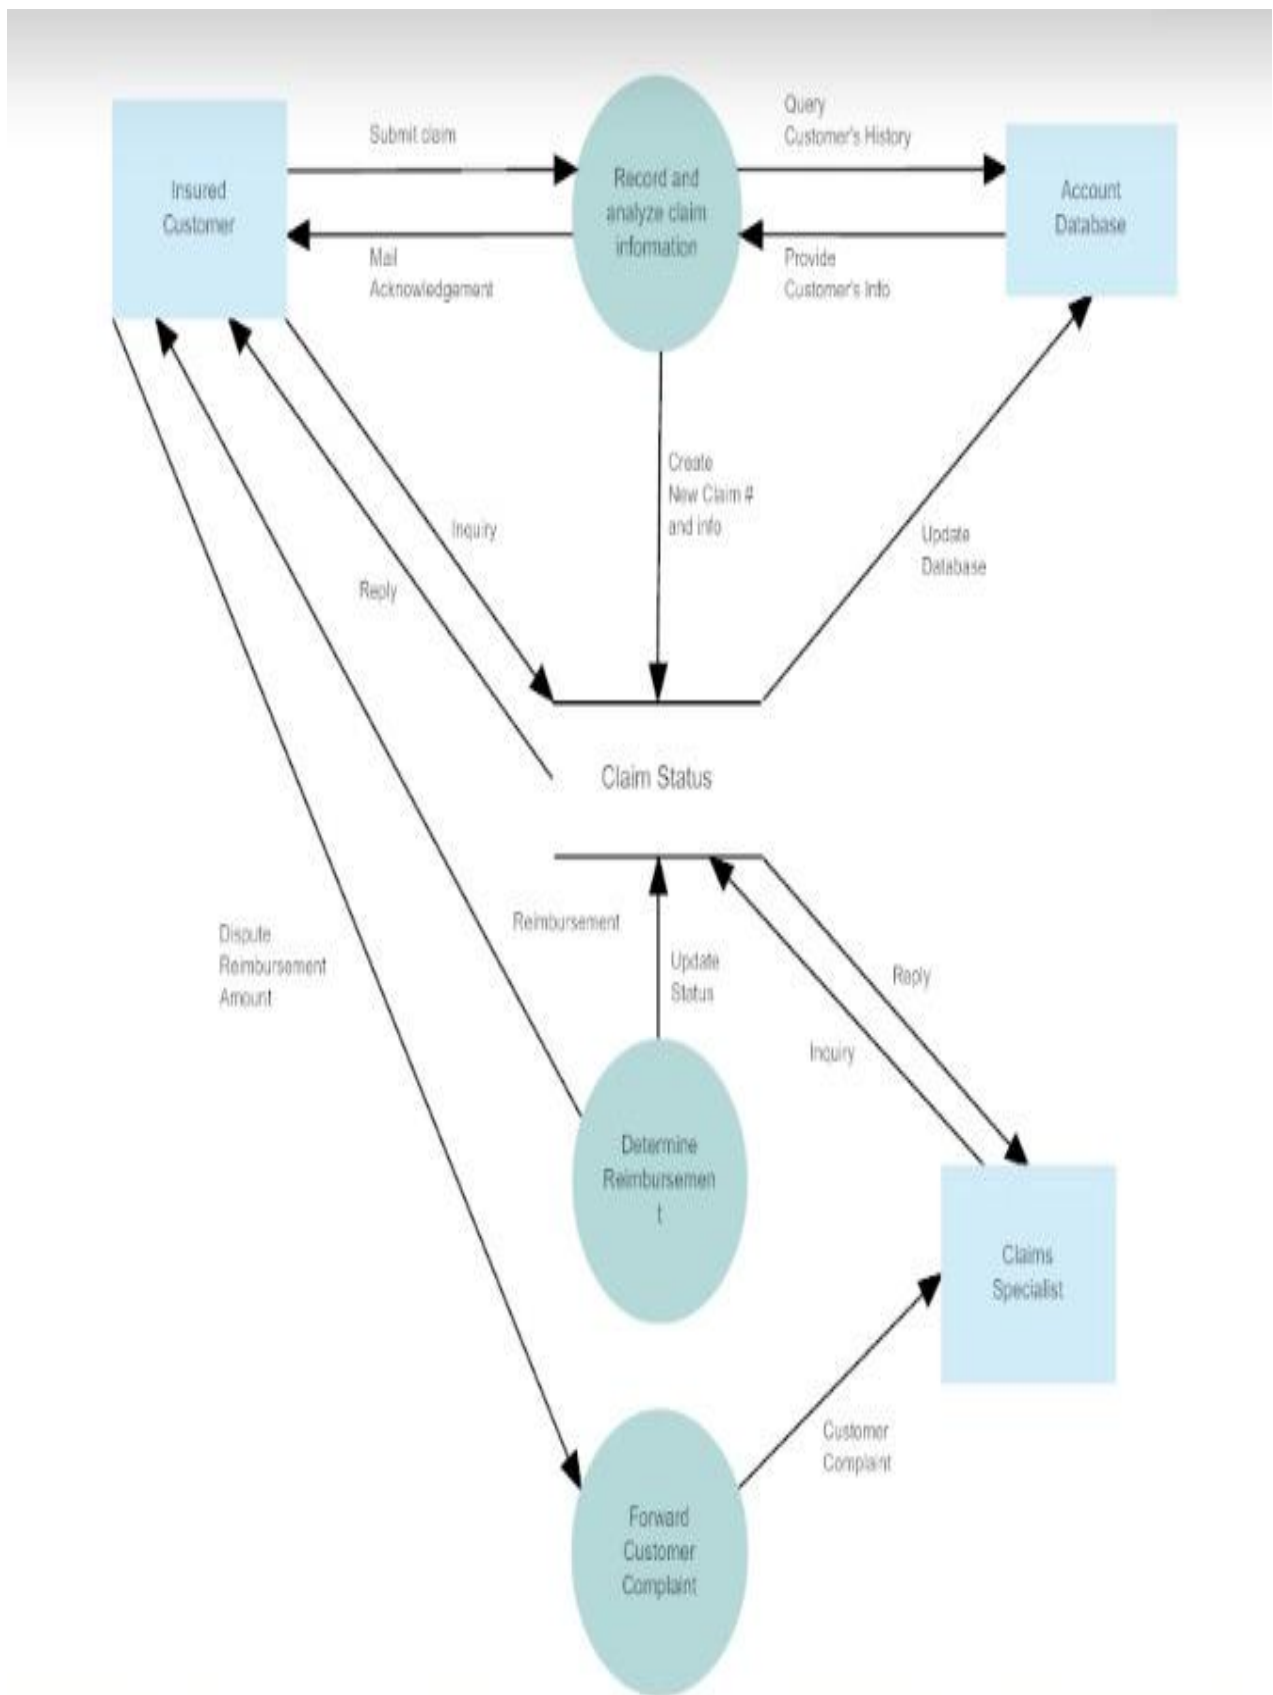 Insured
Customer
Submit claim
Mail
Acknowledgement
Record and
analyze claim
information
Query
Customer's History
Provide
Customer's Info
Account
Database
Inquiry
Reply
Create
New Claim #
and info
Update
Database
Claim Status
Dispute
Reimbursement
Amount
Reimbursement
Update
Status
Reply
Inquiry
Determine
Reimbursemen
t
Claims
Specialist
Customer
Complaint
Forward
Customer
Complaint